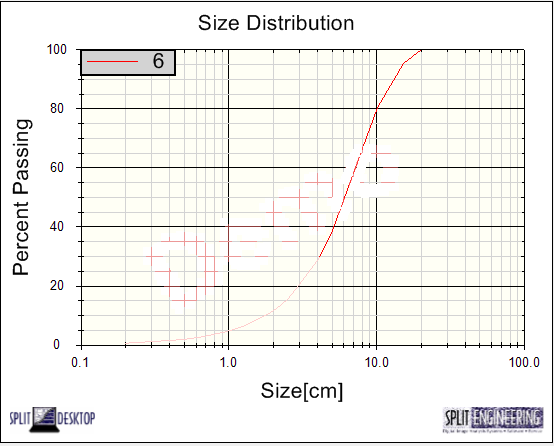 Size Distribution
6
100
80
60
40
20
0
Percent Passing
0.1 1.0 10.0 100.0
Size[cm]
SPLIT DESKTOP
SPLIT ENGINEERING